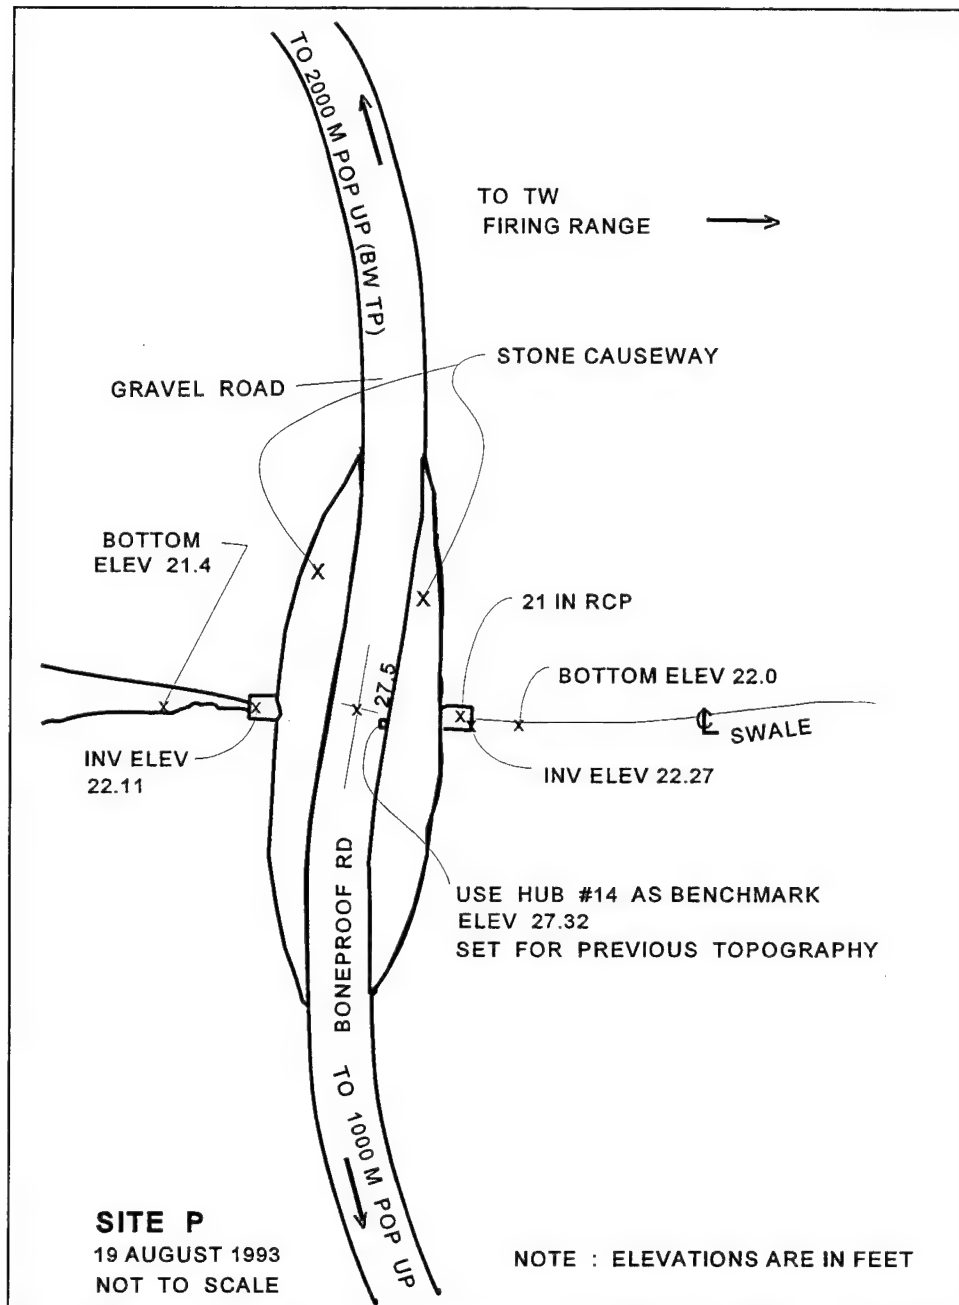 TO 2000 M POP UP (BW TP)
TO TW
FIRING RANGE
STONE CAUSEWAY
GRAVEL ROAD
BOTTOM
ELEV 21.4
21 IN RCP
27.5
BOTTOM ELEV 22.0
℄ SWALE
INV ELEV
22.11
INV ELEV 22.27
USE HUB #14 AS BENCHMARK
ELEV 27.32
SET FOR PREVIOUS TOPOGRAPHY
BONEPROOF RD
TO 1000 M POP UP
SITE P
19 AUGUST 1993
NOT TO SCALE
NOTE : ELEVATIONS ARE IN FEET